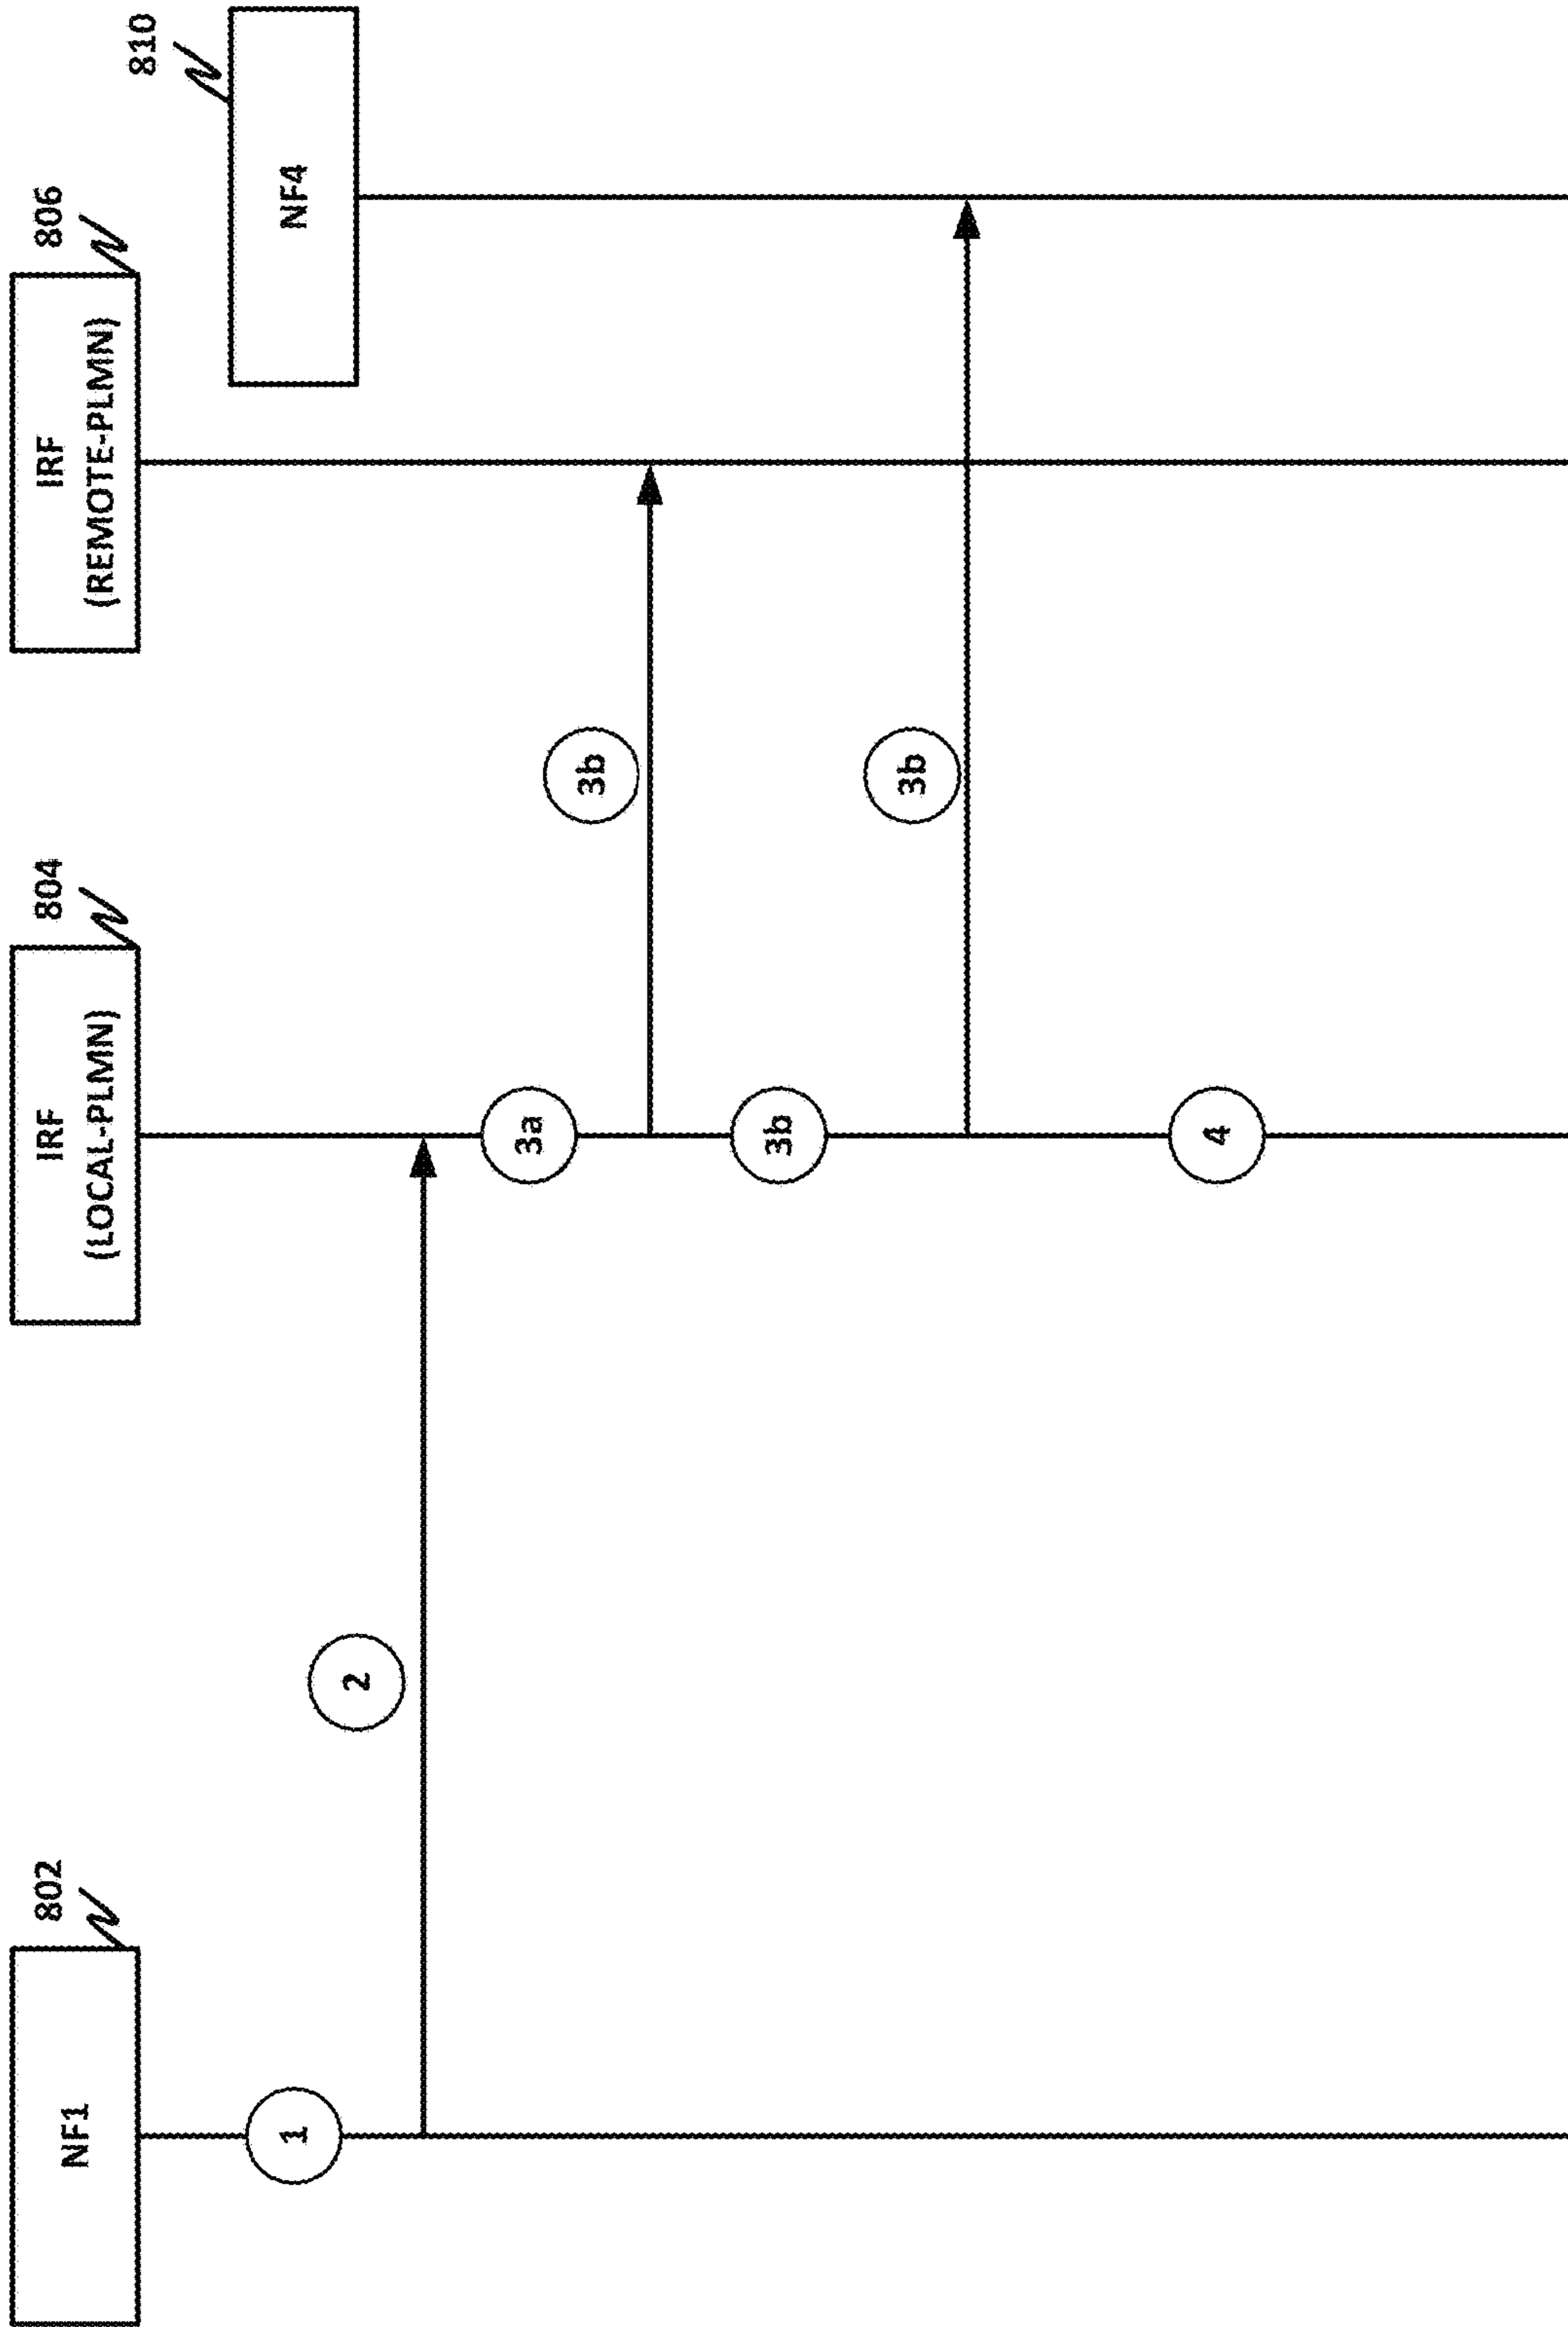 802
NF1
804
IRF
(LOCAL-PLMN)
806
IRF
(REMOTE-PLMN)
810
NF4
1
2
3a
3b
3b
3b
4